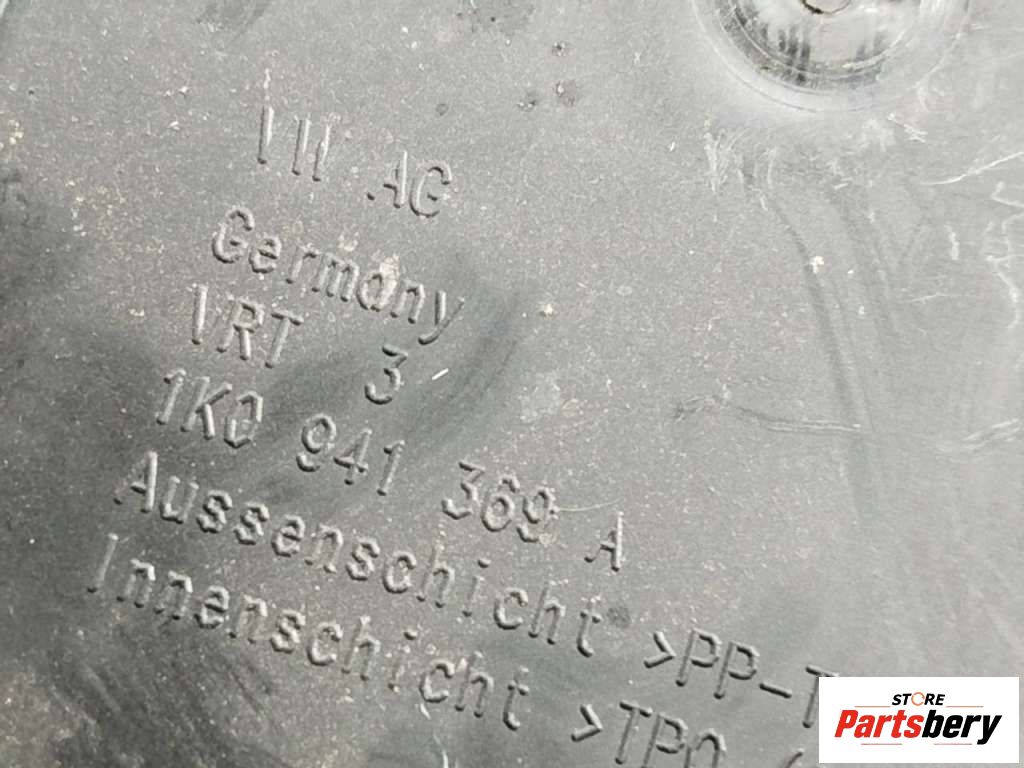 VW AG
Germany
VRT 3
1K0 941 369 A
Aussenschicht >PP-T
Innenschicht >TPO
STORE
Partsbery